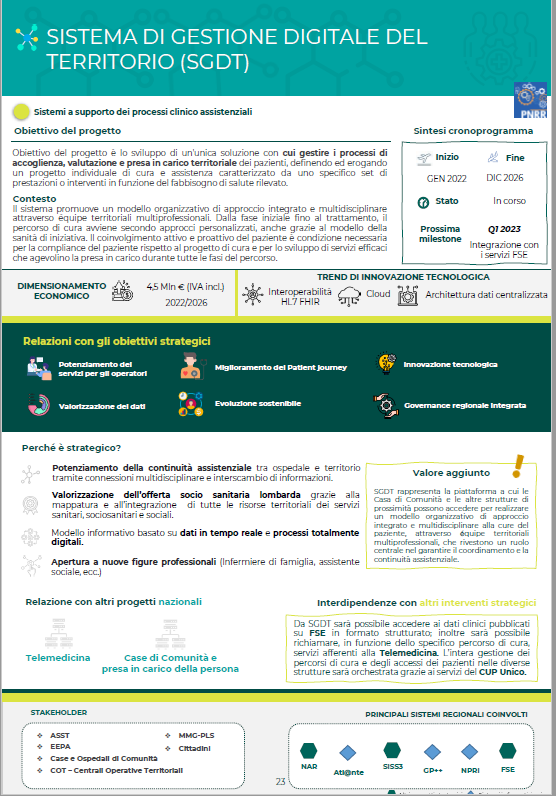 SISTEMA DI GESTIONE DIGITALE DEL
TERRITORIO (SGDT)
PNRR
Sistemi a supporto dei processi clinico assistenziali
Obiettivo del progetto
Obiettivo del progetto è lo sviluppo di un'unica soluzione con cui gestire i processi di
accoglienza, valutazione e presa in carico territoriale dei pazienti, definendo ed erogando
un progetto individuale di cura e assistenza caratterizzato da uno specifico set di
prestazioni o interventi in funzione del fabbisogno di salute rilevato.
Contesto
Il sistema promuove un modello organizzativo di approccio integrato e multidisciplinare
attraverso équipe territoriali multiprofessionali. Dalla fase iniziale fino al trattamento, il
percorso di cura avviene secondo approcci personalizzati, anche grazie al modello della
sanità di iniziativa. Il coinvolgimento attivo e proattivo del paziente è condizione necessaria
per la compliance del paziente rispetto al progetto di cura e per lo sviluppo di servizi efficaci
che agevolino la presa in carico durante tutte le fasi del percorso.
Sintesi cronoprogramma
Inizio
Fine
GEN 2022
DIC 2026
Stato
In corso
Prossima
milestone
Q1 2023
Integrazione con
i servizi FSE
DIMENSIONAMENTO
ECONOMICO
4,5 Mln € (IVA incl.)
2022/2026
TREND DI INNOVAZIONE TECNOLOGICA
Interoperabilità
HL7 FHIR
Cloud
Architettura dati centralizzata
Relazioni con gli obiettivi strategici
Potenziamento dei
servizi per gli operatori
Miglioramento del Patient journey
Innovazione tecnologica
Valorizzazione dei dati
Evoluzione sostenibile
Governance regionale integrata
Perché è strategico?
Potenziamento della continuità assistenziale tra ospedale e territorio
tramite connessioni multidisciplinare e interscambio di informazioni.
Valorizzazione dell'offerta socio sanitaria lombarda grazie alla
mappatura e all'integrazione di tutte le risorse territoriali dei servizi
sanitari, sociosanitari e sociali.
Modello informativo basato su dati in tempo reale e processi totalmente
digitali.
Apertura a nuove figure professionali (Infermiere di famiglia, assistente
sociale, ecc.)
Valore aggiunto
SGDT rappresenta la piattaforma a cui le
Casa di Comunità e le altre strutture di
prossimità possono accedere per realizzare
un modello organizzativo di approccio
integrato e multidisciplinare alla cure del
paziente, attraverso équipe territoriali
multiprofessionali, che rivestono un ruolo
centrale nel garantire il coordinamento e la
continuità assistenziale.
Relazione con altri progetti nazionali
Telemedicina
Case di Comunità e
presa in carico della persona
Interdipendenze con altri interventi strategici
Da SGDT sarà possibile accedere ai dati clinici pubblicati
su FSE in formato strutturato; inoltre sarà possibile
richiamare, in funzione dello specifico percorso di cura,
servizi afferenti alla Telemedicina. L'intera gestione dei
percorsi di cura e degli accessi dei pazienti nelle diverse
strutture sarà orchestrata grazie ai servizi del CUP Unico.
STAKEHOLDER
❖ ASST
❖ EEPA
❖ Case e Ospedali di Comunità
❖ COT – Centrali Operative Territoriali
❖ MMG-PLS
❖ Cittadini
PRINCIPALI SISTEMI REGIONALI COINVOLTI
NAR
Atl@nte
SISS3
GP++
NPRI
FSE
23